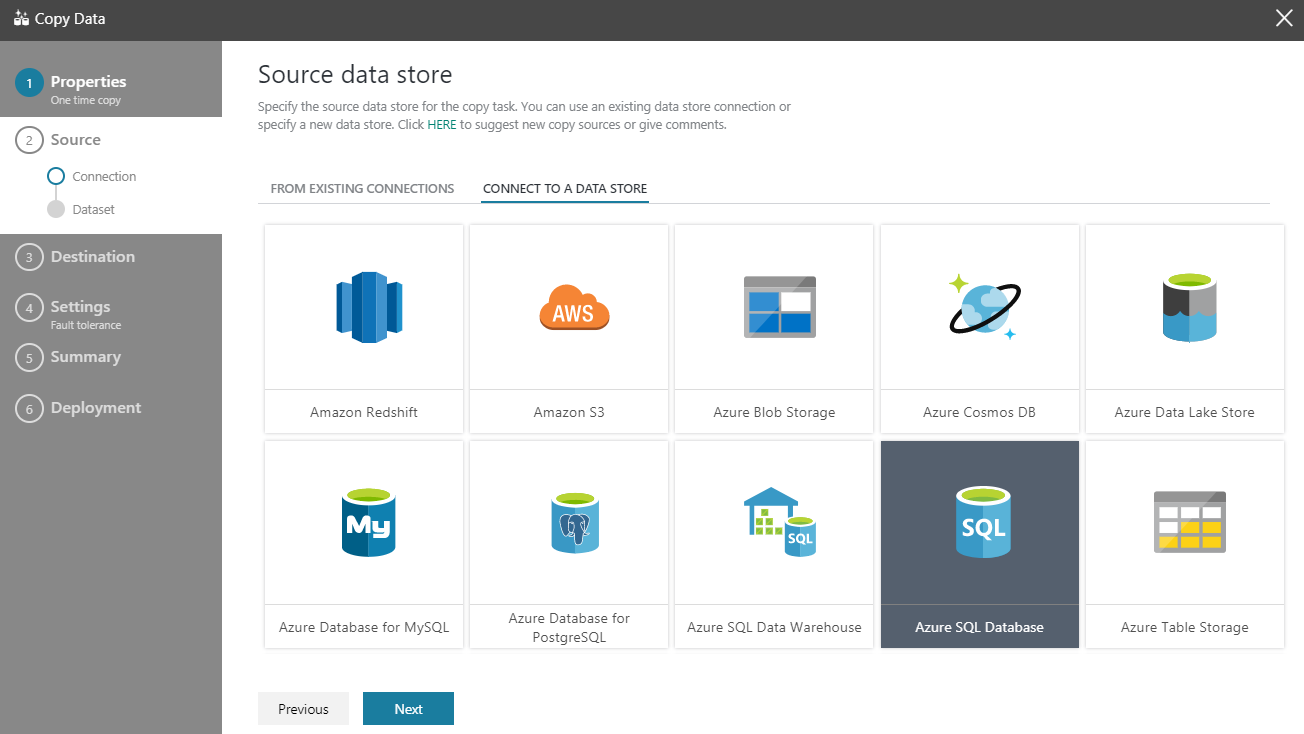 Copy Data
1 Properties
One time copy
2 Source
Connection
Dataset
3 Destination
4 Settings
Fault tolerance
5 Summary
6 Deployment
Source data store
Specify the source data store for the copy task. You can use an existing data store connection or
specify a new data store. Click HERE to suggest new copy sources or give comments.
FROM EXISTING CONNECTIONS CONNECT TO A DATA STORE
AWS
Amazon Redshift Amazon S3 Azure Blob Storage Azure Cosmos DB Azure Data Lake Store
My SQL SQL
Azure Database for MySQL Azure Database for PostgreSQL Azure SQL Data Warehouse Azure SQL Database Azure Table Storage
Previous Next